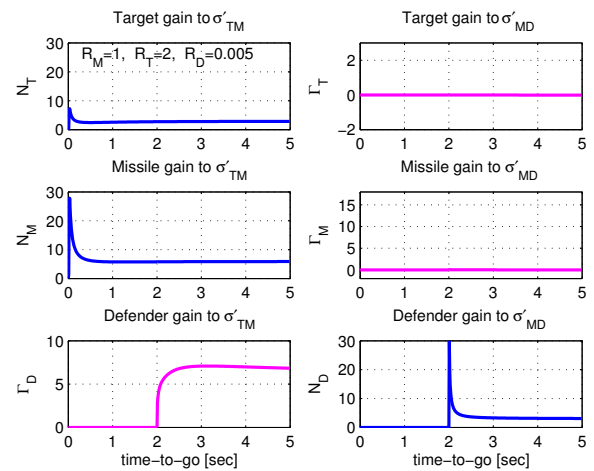 Target gain to σ′TM
Target gain to σ′MD
30
20
10
0
NT
RM=1, RT=2, RD=0.005
0 1 2 3 4 5
2
0
−2
ΓT
0 1 2 3 4 5
Missile gain to σ′TM
Missile gain to σ′MD
30
20
10
0
NM
0 1 2 3 4 5
15
10
5
0
ΓM
0 1 2 3 4 5
Defender gain to σ′TM
Defender gain to σ′MD
10
5
0
ΓD
0 1 2 3 4 5
time−to−go [sec]
30
20
10
0
ND
0 1 2 3 4 5
time−to−go [sec]